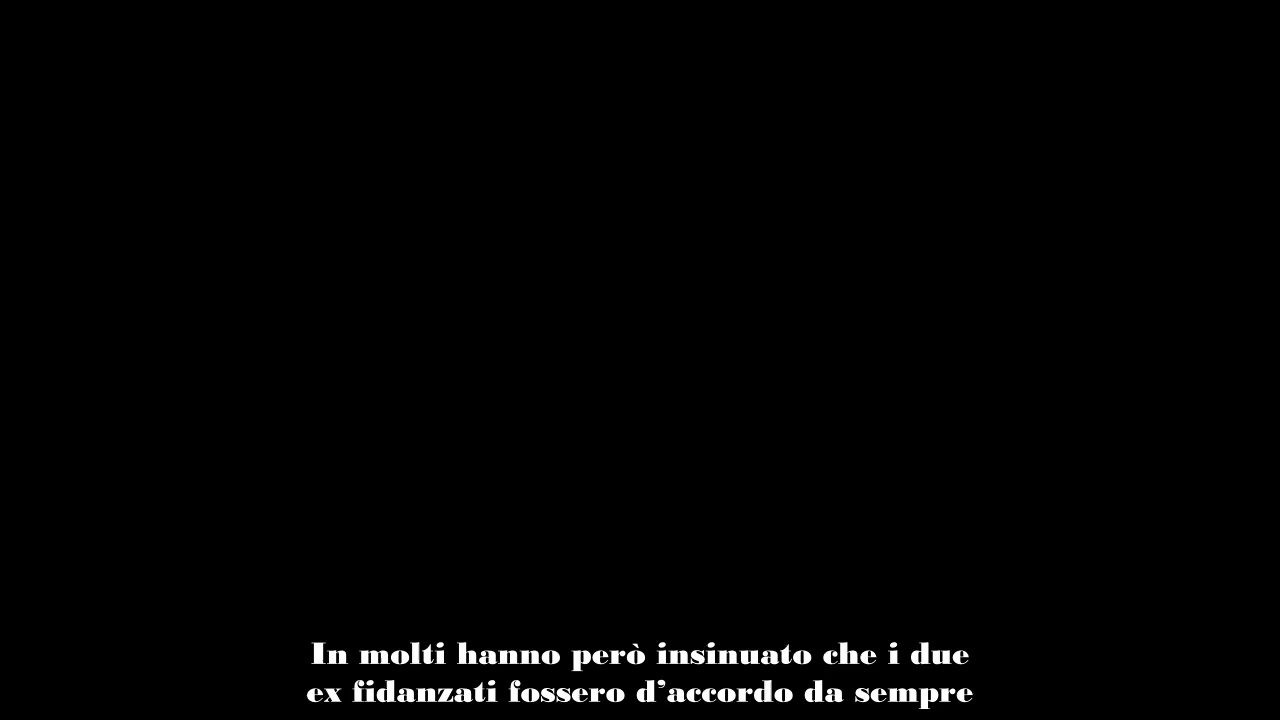 In molti hanno però insinuato che i due
ex fidanzati fossero d’accordo da sempre